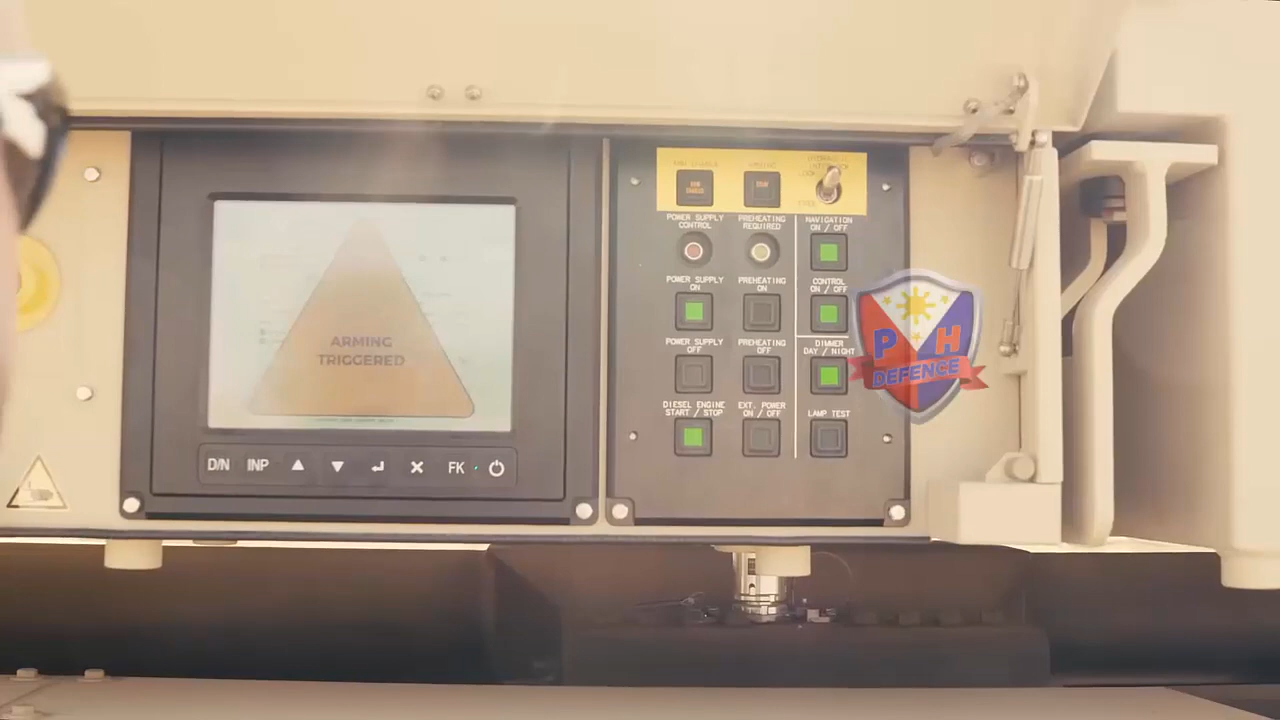 ARMING
TRIGGERED
D/N INP FK
HYDRAULIC
LOCK
POWER SUPPLY
CONTROL
PREHEATING
REQUIRED
NAVIGATION
ON / OFF
POWER SUPPLY
ON
PREHEATING
ON
CONTROL
ON / OFF
POWER SUPPLY
OFF
PREHEATING
OFF
DIMMER
DAY / NIGHT
DIESEL ENGINE
START / STOP
EXT. POWER
ON / OFF
LAMP TEST
P H
DEFENCE